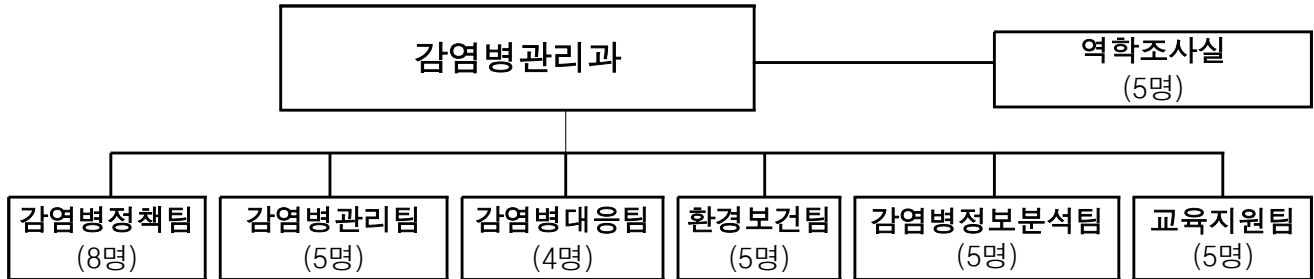 감염병관리과
역학조사실
(5명)
감염병정책팀
(8명)
감염병관리팀
(5명)
감염병대응팀
(4명)
환경보건팀
(5명)
감염병정보분석팀
(5명)
교육지원팀
(5명)